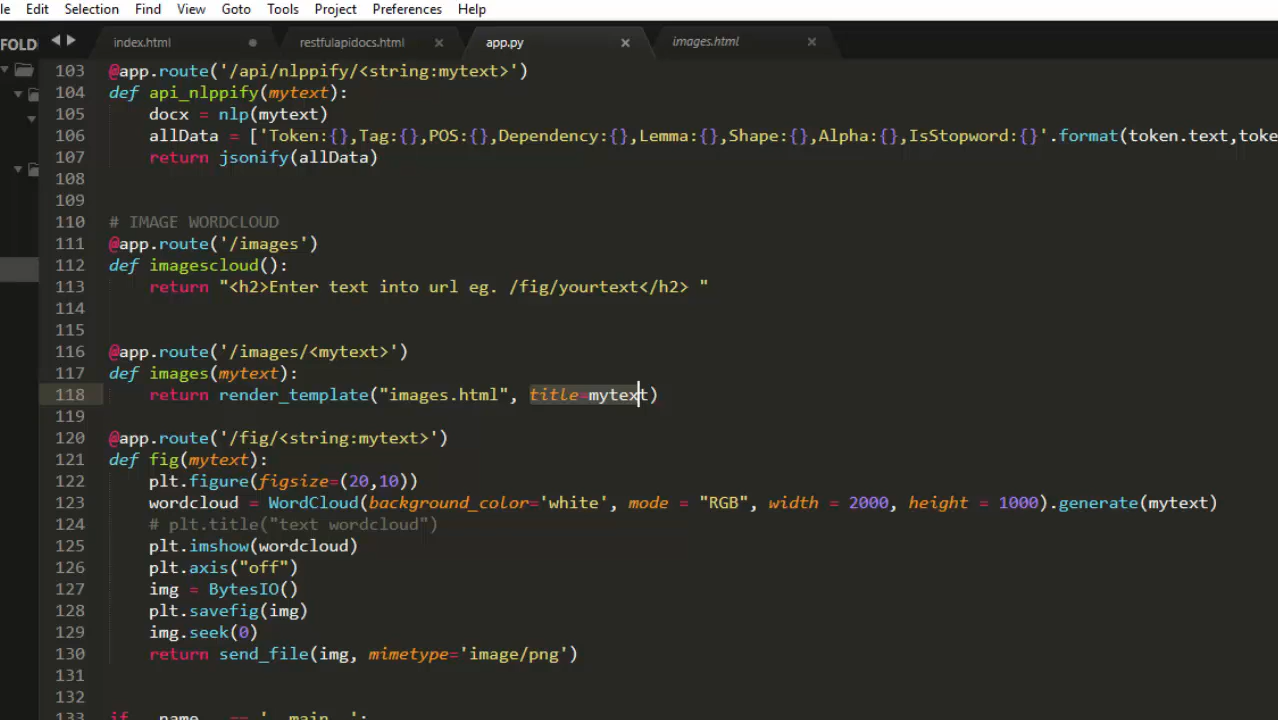 le Edit Selection Find View Goto Tools Project Preferences Help
FOLD index.html restfulapidocs.html app.py images.html
103 @app.route('/api/nlppify/<string:mytext>')
104 def api_nlppify(mytext):
105 docx = nlp(mytext)
106 allData = ['Token:{},Tag:{},POS:{},Dependency:{},Lemma:{},Shape:{},Alpha:{},IsStopword:{}'.format(token.text,toke
107 return jsonify(allData)
108
109
110 # IMAGE WORDCLOUD
111 @app.route('/images')
112 def imagescloud():
113 return "<h2>Enter text into url eg. /fig/yourtext</h2> "
114
115
116 @app.route('/images/<mytext>')
117 def images(mytext):
118 return render_template("images.html", title=mytext)
119
120 @app.route('/fig/<string:mytext>')
121 def fig(mytext):
122 plt.figure(figsize=(20,10))
123 wordcloud = WordCloud(background_color='white', mode = "RGB", width = 2000, height = 1000).generate(mytext)
124 # plt.title("text wordcloud")
125 plt.imshow(wordcloud)
126 plt.axis("off")
127 img = BytesIO()
128 plt.savefig(img)
129 img.seek(0)
130 return send_file(img, mimetype='image/png')
131
132
133 if __name__ == '__main__':